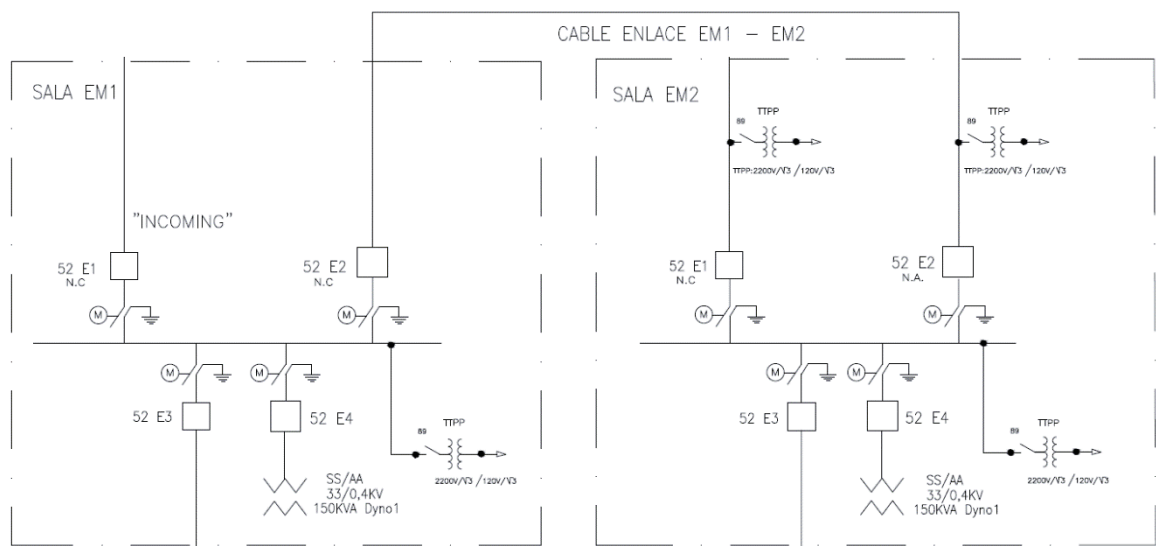 CABLE ENLACE EM1 - EM2
SALA EM1
"INCOMING"
52 E1
N.C
52 E2
N.C
M
M
M
M
52 E3
52 E4
TTPP
89
2200V/√3 /120V/√3
SS/AA
33/0,4KV
150KVA Dyno1
SALA EM2
TTPP
89
TTPP:2200V/√3 /120V/√3
TTPP
89
TTPP:2200V/√3 /120V/√3
52 E1
N.C
52 E2
N.A.
M
M
M
M
52 E3
52 E4
TTPP
89
2200V/√3 /120V/√3
SS/AA
33/0,4KV
150KVA Dyno1